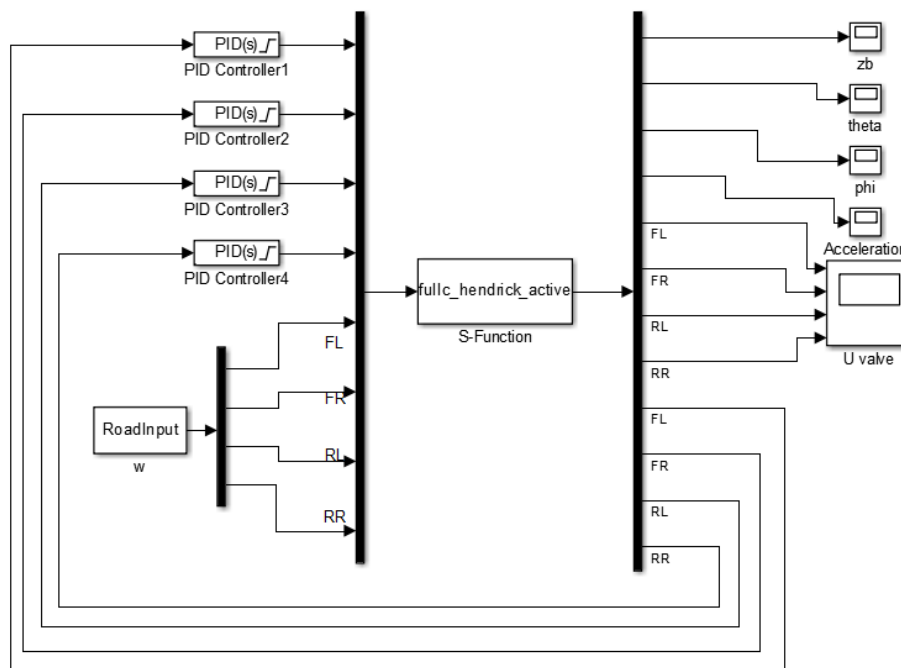 PID(s)
PID Controller1
PID(s)
PID Controller2
PID(s)
PID Controller3
PID(s)
PID Controller4
RoadInput
w
FL
FR
RL
RR
fullc_hendrick_active
S-Function
zb
theta
phi
Acceleration
FL
FR
RL
RR
U valve
FL
FR
RL
RR